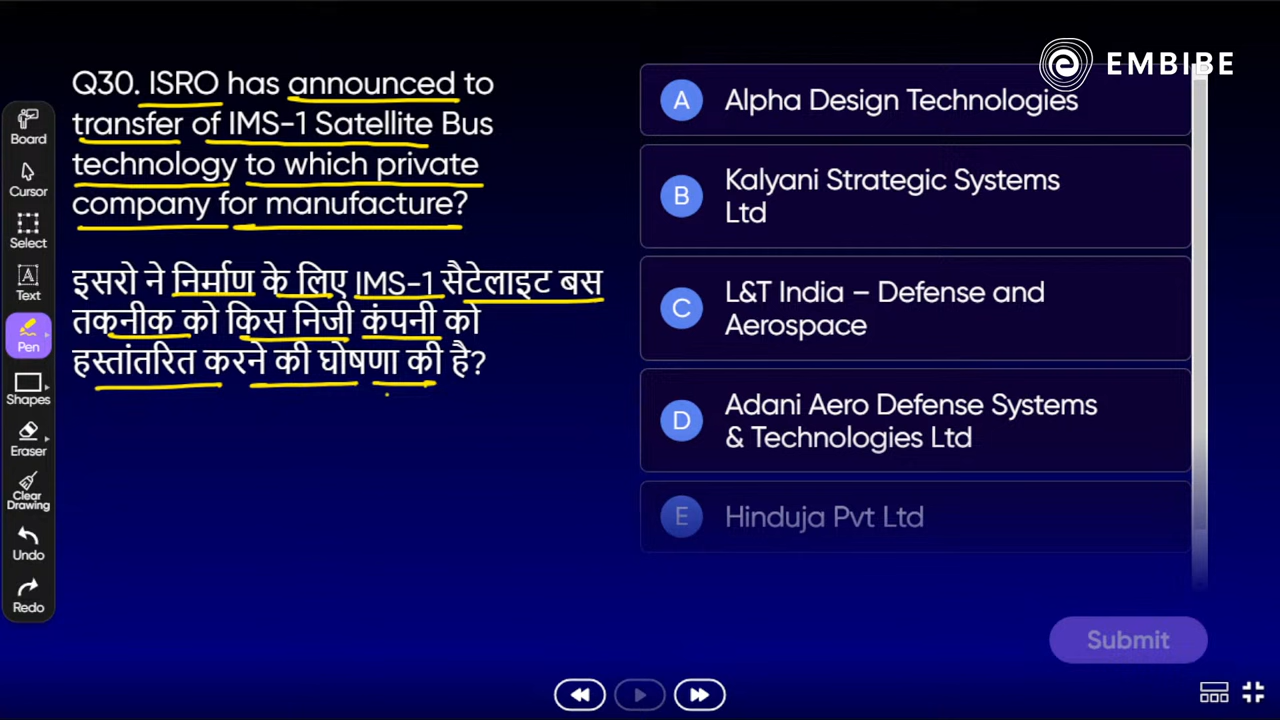 EMBIBE
Q30. ISRO has announced to
transfer of IMS-1 Satellite Bus
technology to which private
company for manufacture?
इसरो ने निर्माण के लिए IMS-1 सैटेलाइट बस
तकनीक को किस निजी कंपनी को
हस्तांतरित करने की घोषणा की है?
A Alpha Design Technologies
B Kalyani Strategic Systems
Ltd
C L&T India – Defense and
Aerospace
D Adani Aero Defense Systems
& Technologies Ltd
E Hinduja Pvt Ltd
Submit
Board
Cursor
Select
A
Text
Pen
Shapes
Eraser
Clear
Drawing
Undo
Redo